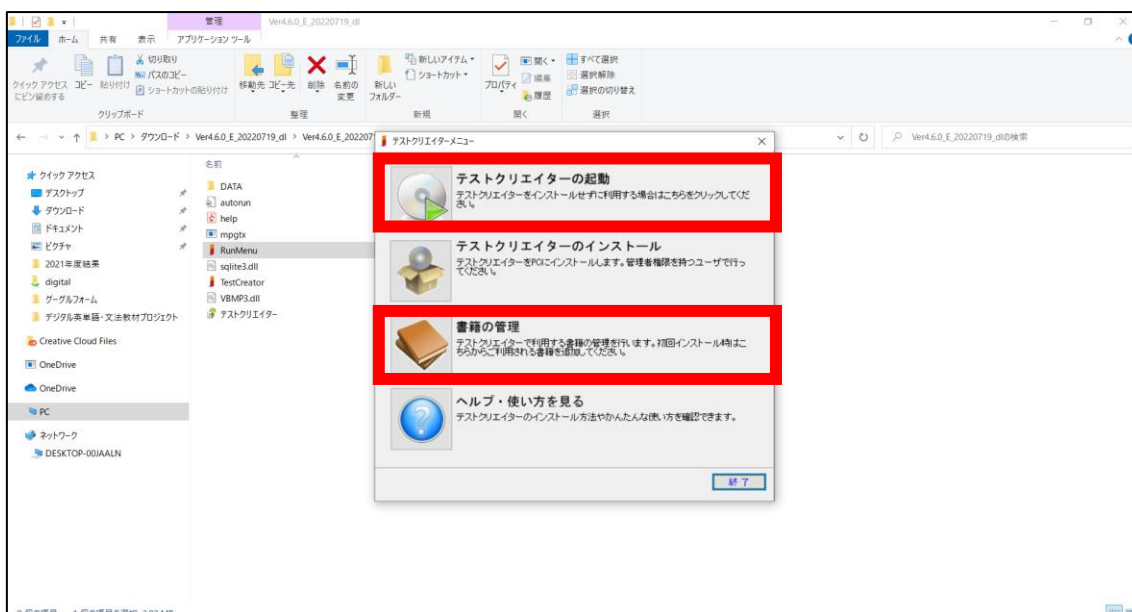 管理 Ver4.6.0_E_20220719_dl
ファイル ホーム 共有 表示 アプリケーション ツール
クイック アクセス
にピン留めする
コピー
貼り付け
切り取り
パスのコピー
ショートカットの貼り付け
移動先
コピー先
削除
名前の
変更
新しい
フォルダー
新しいアイテム
ショートカット
プロパティ
開く
編集
履歴
すべて選択
選択解除
選択の切り替え
クリップボード 整理 新規 開く 選択
> PC > ダウンロード > Ver4.6.0_E_20220719_dl > Ver4.6.0_E_202207
Ver4.6.0_E_20220719_dlの検索
クイック アクセス
デスクトップ
ダウンロード
ドキュメント
ピクチャ
2021年度結果
digital
グーグルフォーム
デジタル英単語・文法教材プロジェクト
Creative Cloud Files
OneDrive
OneDrive
PC
ネットワーク
DESKTOP-00JAALN
名前
DATA
autorun
help
mpgtx
RunMenu
sqlite3.dll
TestCreator
VBMP3.dll
テストクリエイター
テストクリエイターメニュー
テストクリエイターの起動
テストクリエイターをインストールせずに利用する場合はこちらをクリックしてくだ
さい。
テストクリエイターのインストール
テストクリエイターをPCにインストールします。管理者権限を持つユーザで行っ
てください。
書籍の管理
テストクリエイターで利用する書籍の管理を行います。初回インストール時はこ
ちらからご利用される書籍を追加してください。
ヘルプ・使い方を見る
テストクリエイターのインストール方法やかんたんな使い方を確認できます。
終了